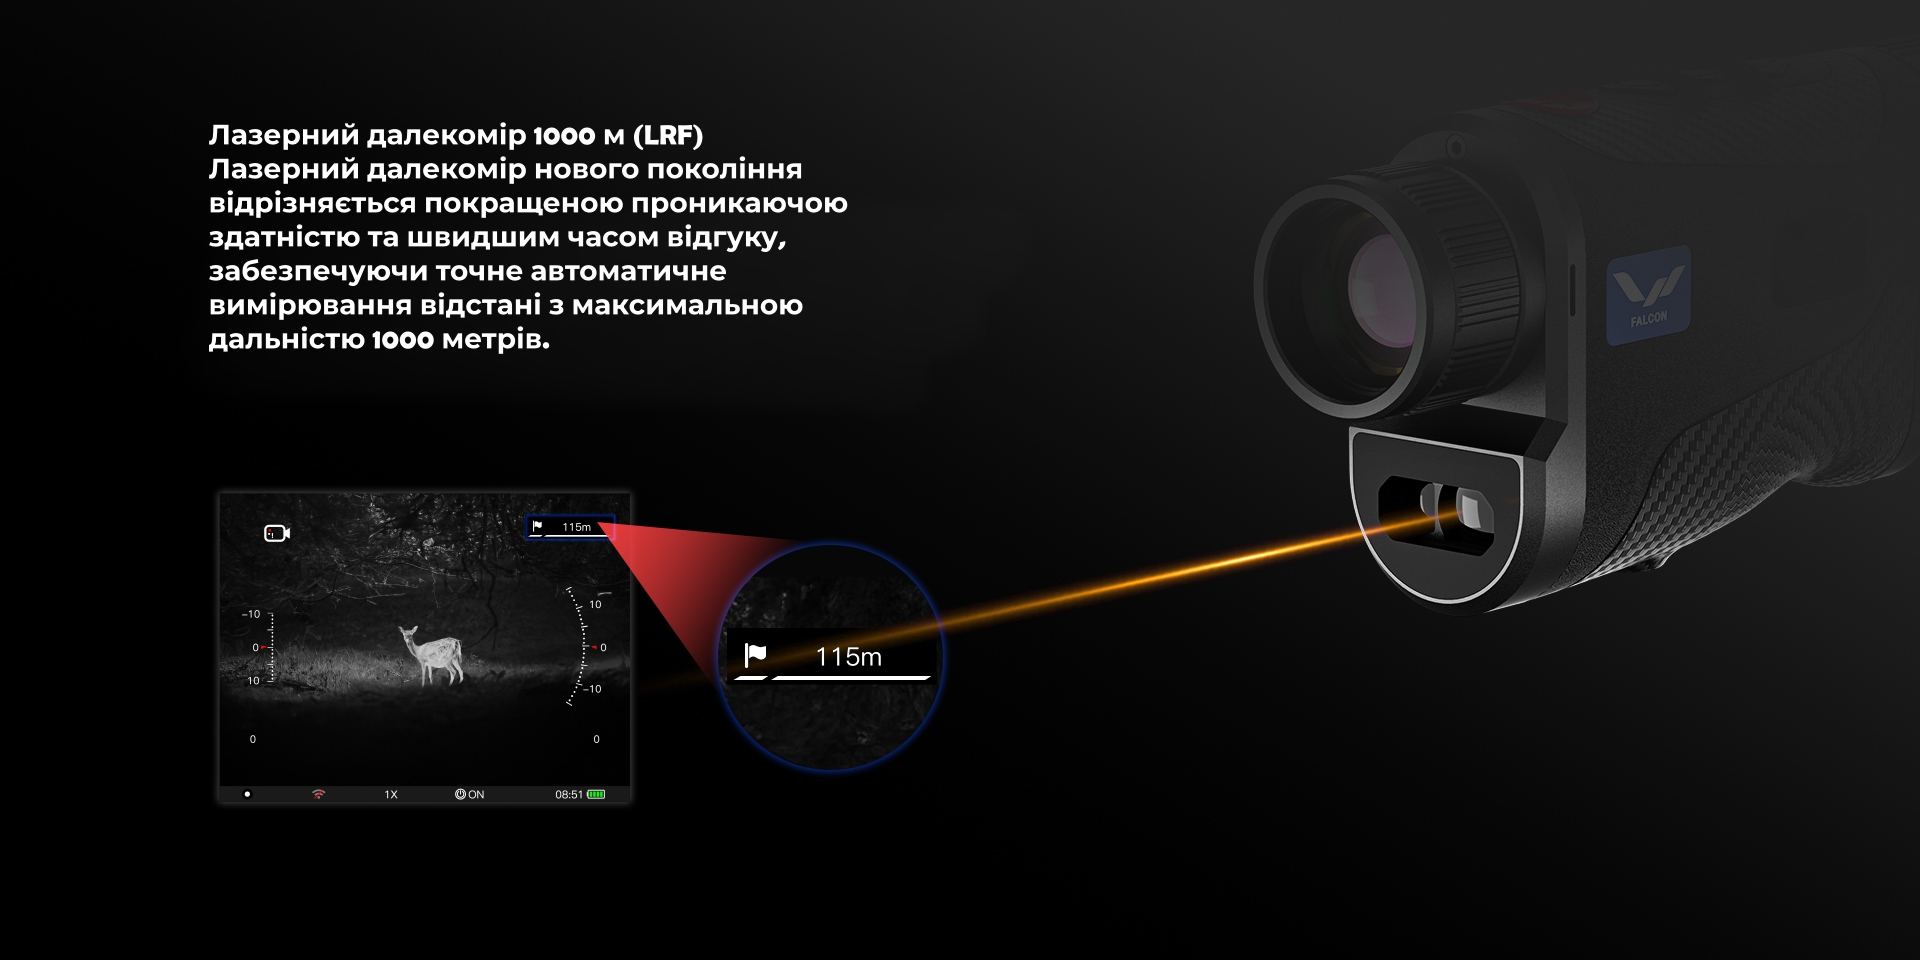 Лазерний далекомір 1000 м (LRF)
Лазерний далекомір нового покоління
відрізняється покращеною проникаючою
здатністю та швидшим часом відгуку,
забезпечуючи точне автоматичне
вимірювання відстані з максимальною
дальністю 1000 метрів.
FALCON
115m
-10
0
10
10
0
-10
0
0
1X
ON
08:51
115m